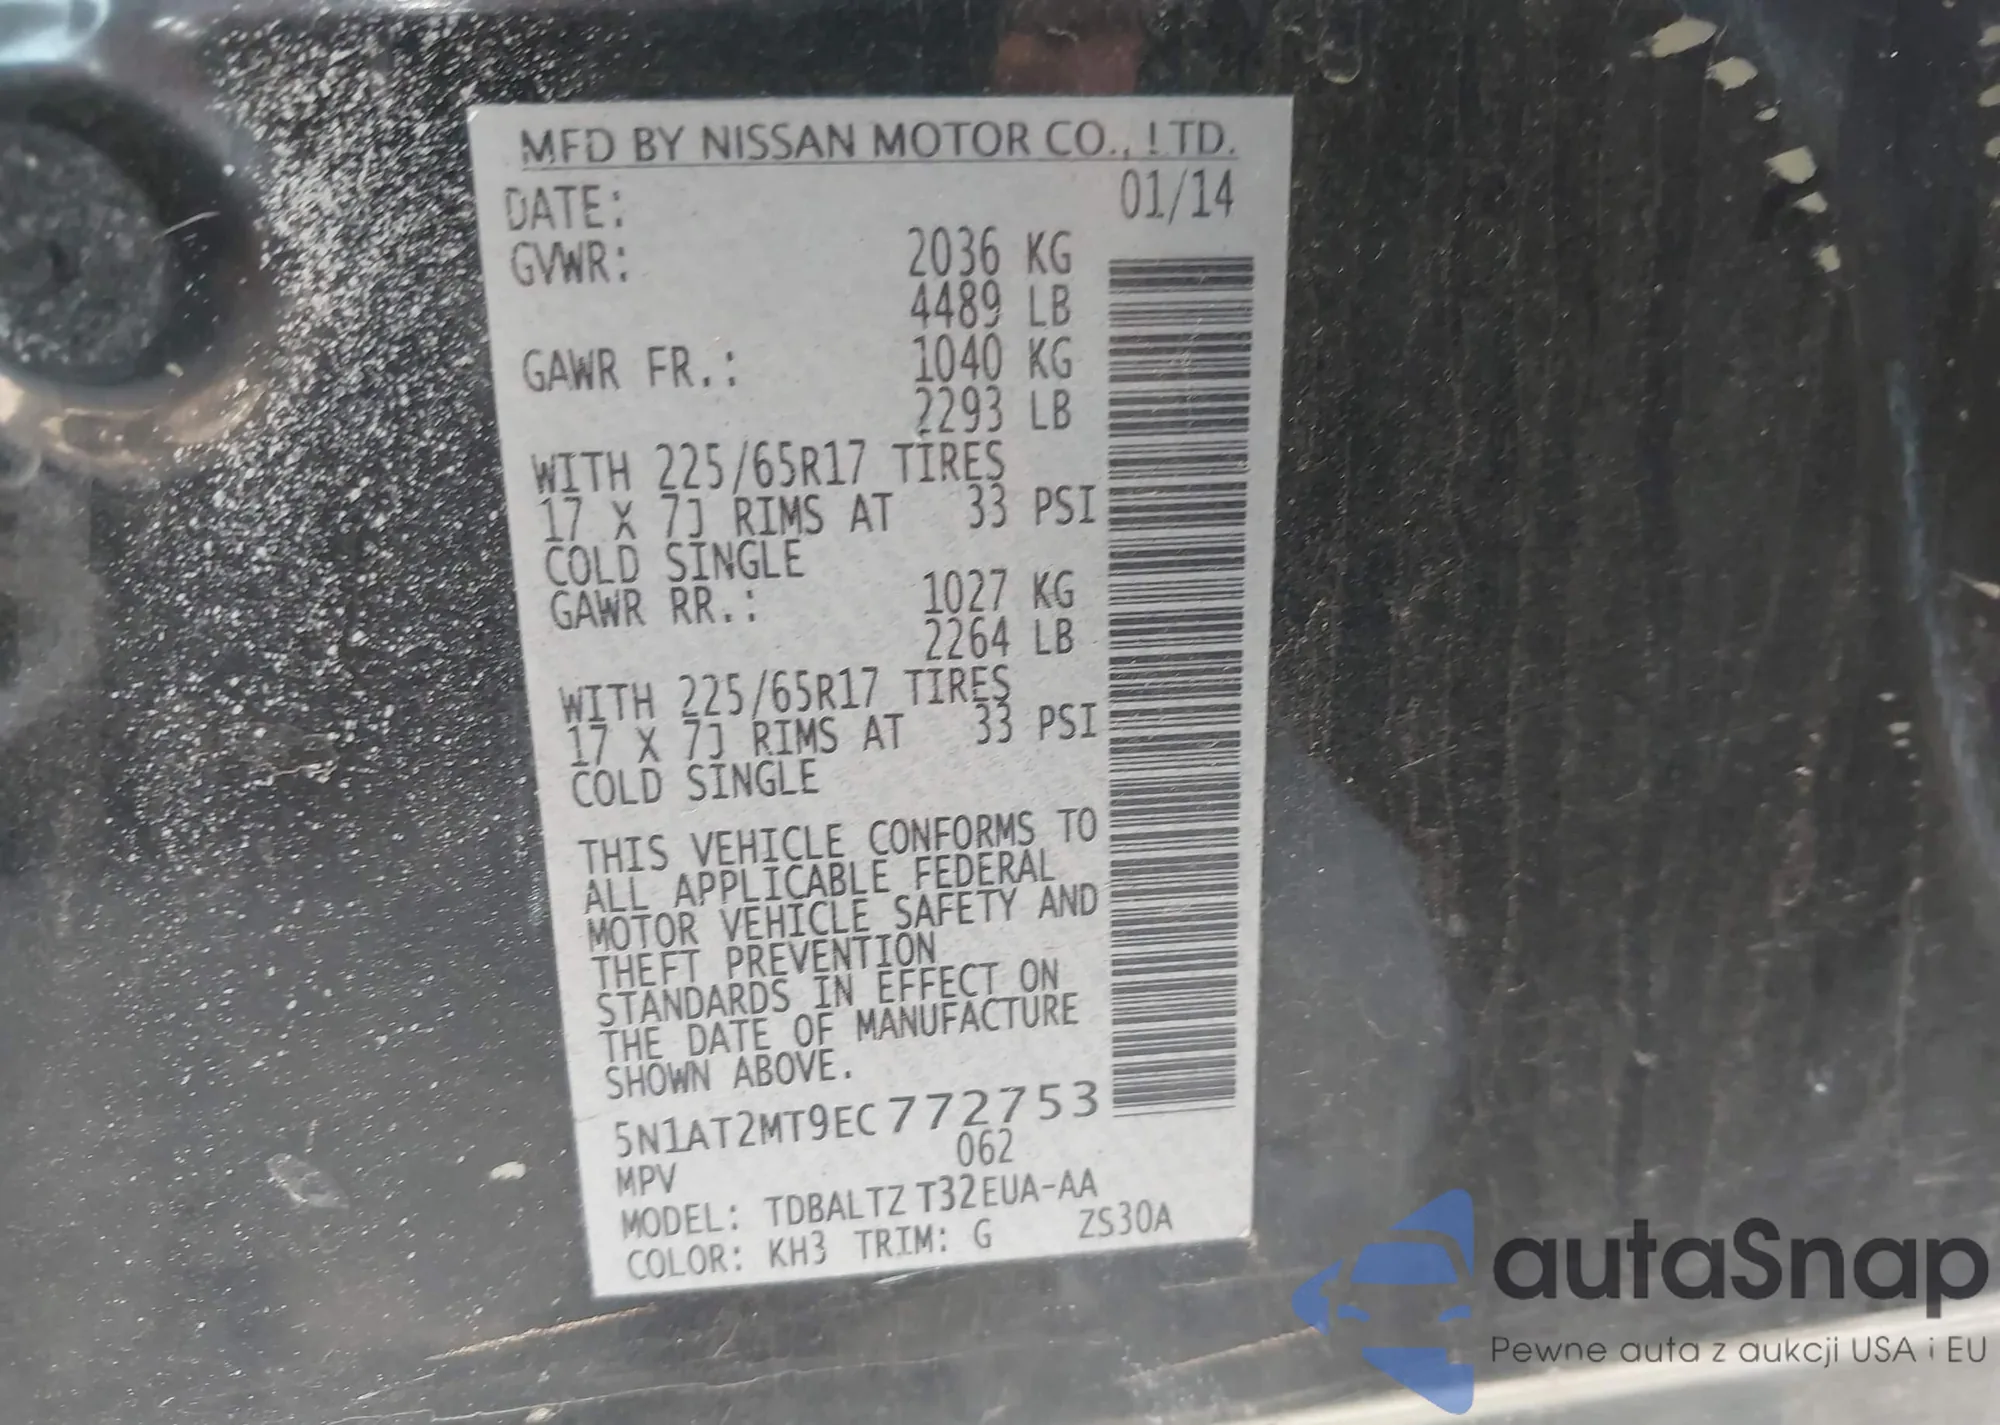 MFD BY NISSAN MOTOR CO., LTD.
DATE: 01/14
GVWR: 2036 KG
4489 LB
GAWR FR.: 1040 KG
2293 LB
WITH 225/65R17 TIRES
17 X 7J RIMS AT 33 PSI
COLD SINGLE
GAWR RR.: 1027 KG
2264 LB
WITH 225/65R17 TIRES
17 X 7J RIMS AT 33 PSI
COLD SINGLE
THIS VEHICLE CONFORMS TO
ALL APPLICABLE FEDERAL
MOTOR VEHICLE SAFETY AND
THEFT PREVENTION
STANDARDS IN EFFECT ON
THE DATE OF MANUFACTURE
SHOWN ABOVE.
5N1AT2MT9EC772753
MPV 062
MODEL: TDBALTZ T32EUA-AA
COLOR: KH3 TRIM: G ZS30A
autaSnap
Pewne auta z aukcji USA i EU